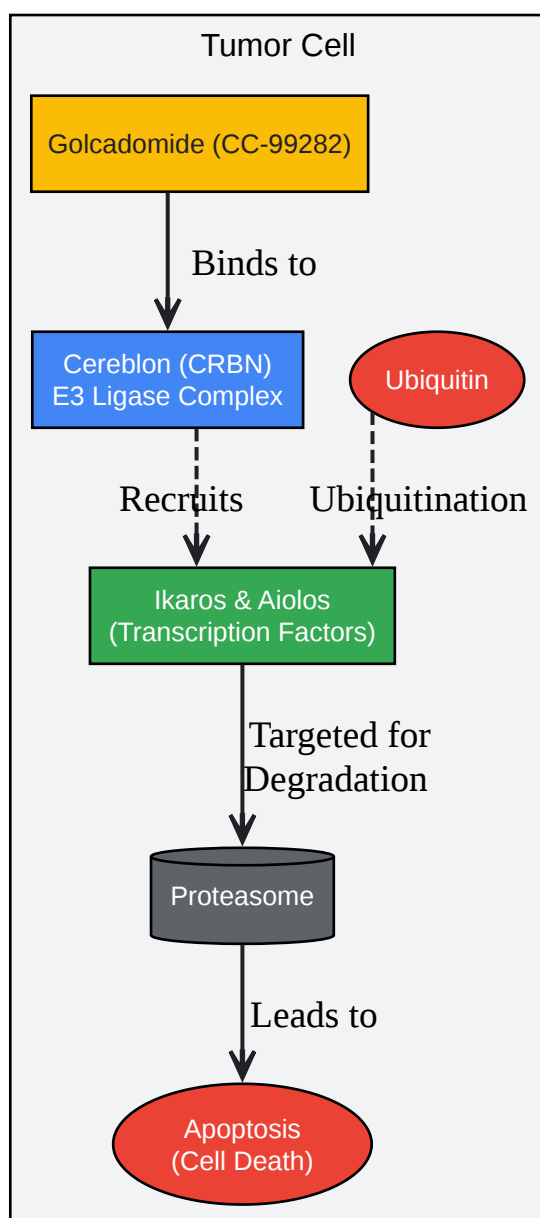 Tumor Cell
Golcadomide (CC-99282)
Binds to
Cereblon (CRBN)
E3 Ligase Complex
Ubiquitin
Recruits
Ubiquitination
Ikaros & Aiolos
(Transcription Factors)
Targeted for
Degradation
Proteasome
Leads to
Apoptosis
(Cell Death)